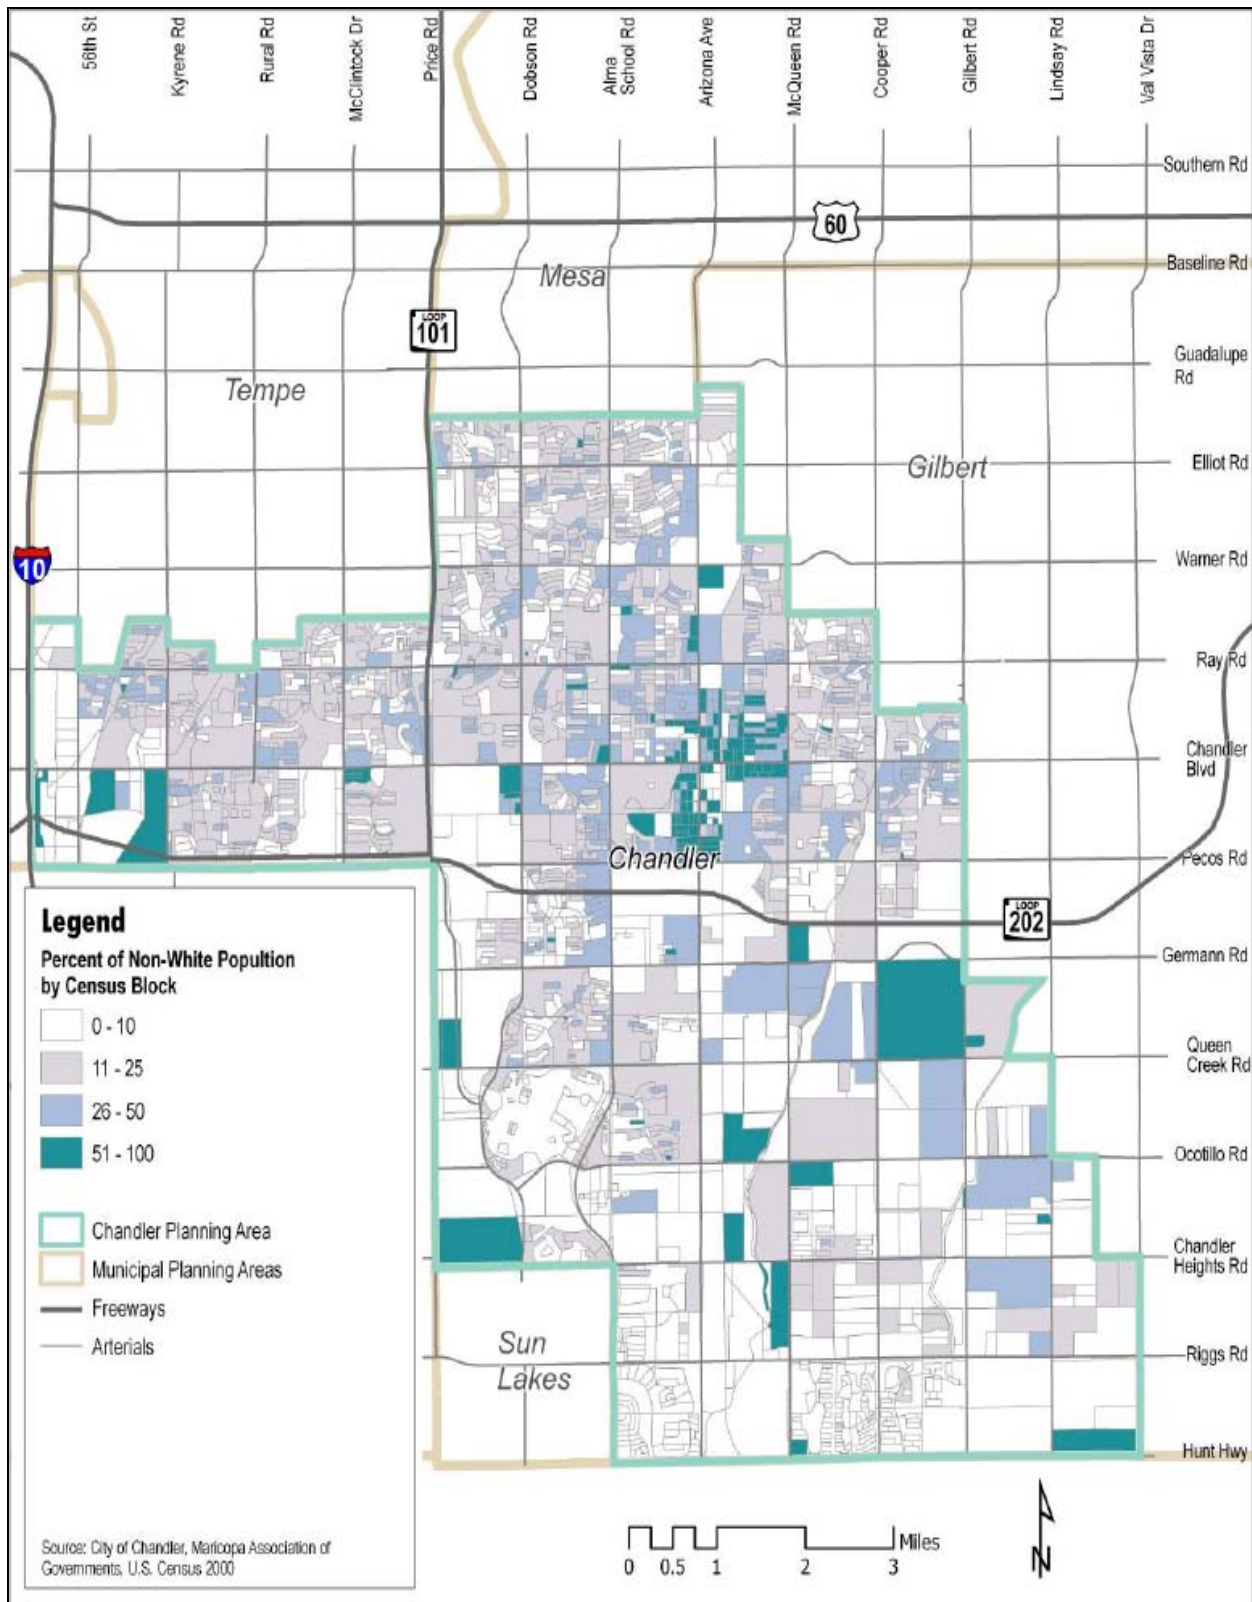 56th St
Kyrene Rd
Rural Rd
McClintock Dr
Price Rd
Dobson Rd
Alma
School Rd
Arizona Ave
McQueen Rd
Cooper Rd
Gilbert Rd
Lindsay Rd
Val Vista Dr
Southern Rd
60
Baseline Rd
Mesa
LOOP
101
Guadalupe
Rd
Tempe
Elliot Rd
Gilbert
Warner Rd
10
Ray Rd
Chandler
Blvd
Chandler
Pecos Rd
LOOP
202
Germann Rd
Queen
Creek Rd
Ocotillo Rd
Chandler
Heights Rd
Sun
Lakes
Riggs Rd
Hunt Hwy
Legend
Percent of Non-White Popultion
by Census Block
0 - 10
11 - 25
26 - 50
51 - 100
Chandler Planning Area
Municipal Planning Areas
Freeways
Arterials
Source: City of Chandler, Maricopa Association of
Governments, U.S. Census 2000
Miles
0 0.5 1 2 3
N